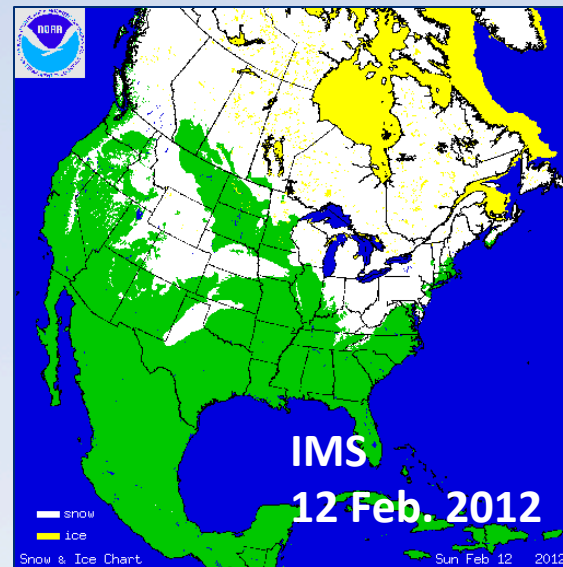 NOAA
IMS
12 Feb. 2012
snow
ice
Snow & Ice Chart
Sun Feb 12 2012